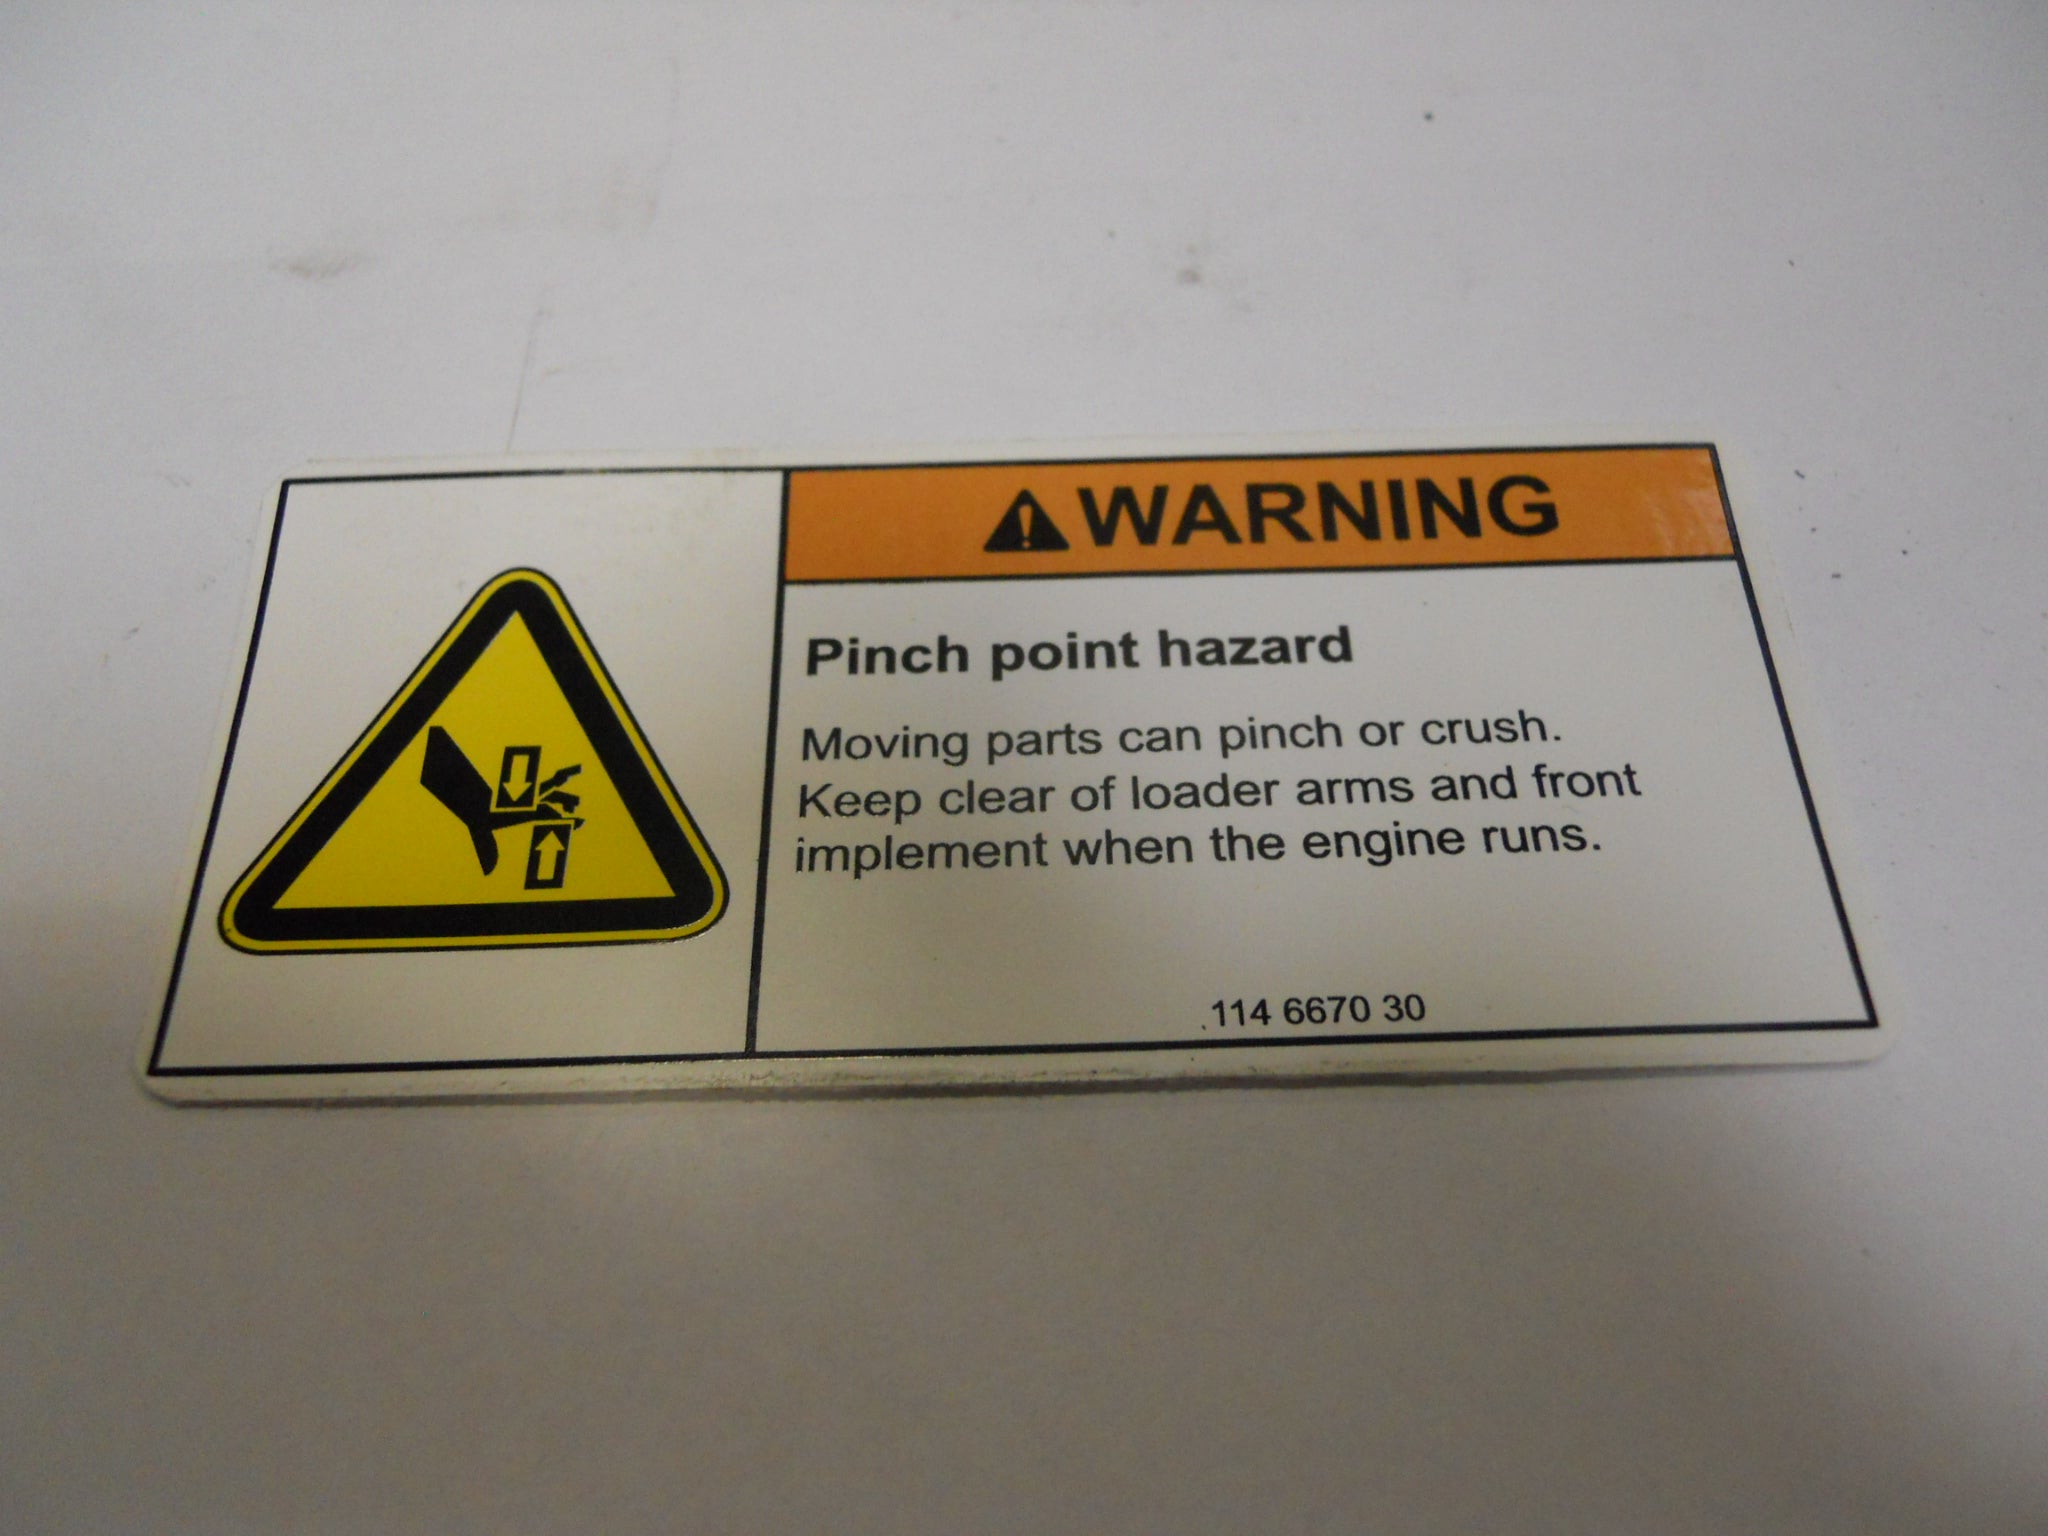 WARNING
Pinch point hazard
Moving parts can pinch or crush.
Keep clear of loader arms and front
implement when the engine runs.
114 6670 30